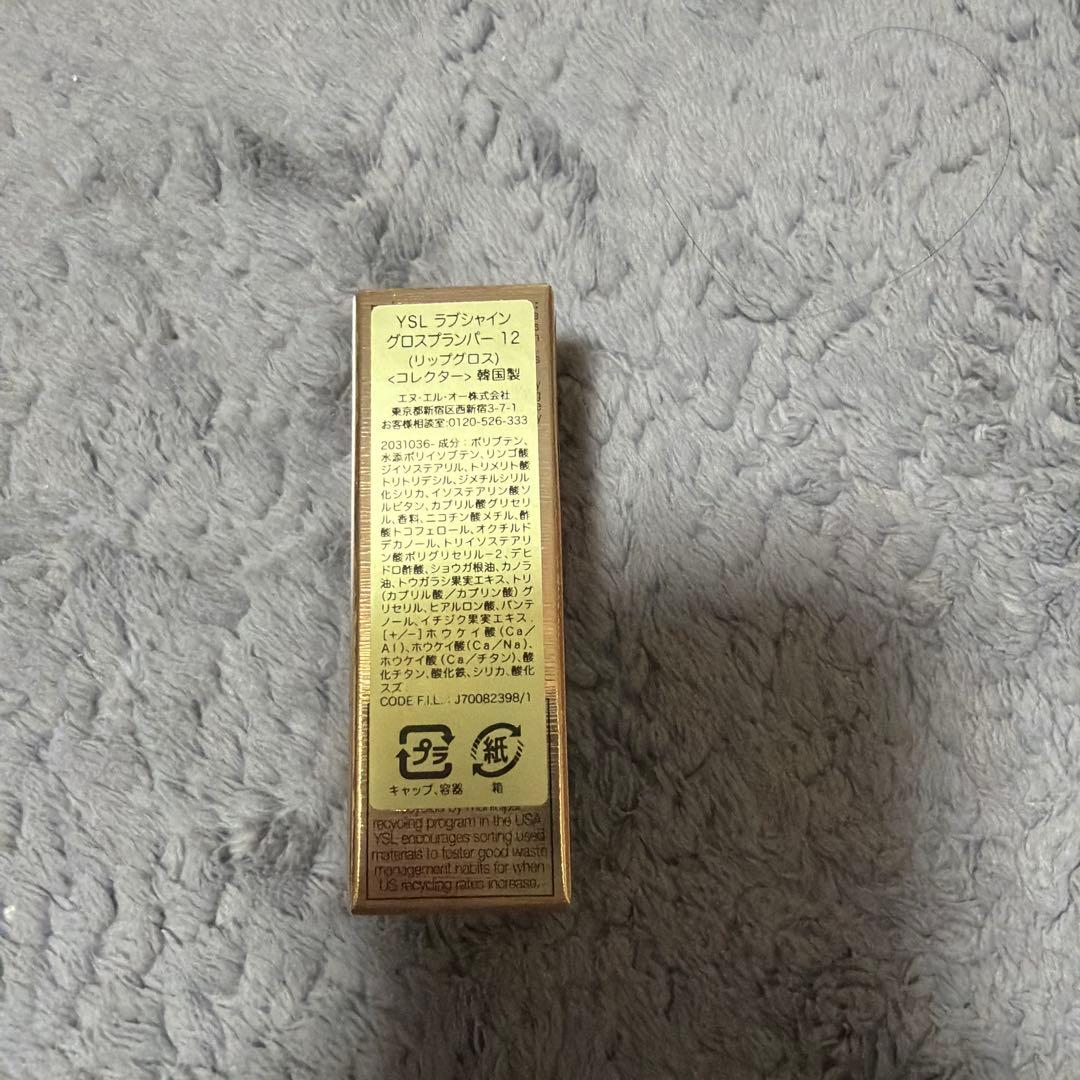 YSL ラブシャイン
グロスプランパー 12
(リップグロス)
<コレクター> 韓国製
エヌ・エル・オー株式会社
東京都新宿区西新宿3-7-1
お客様相談室:0120-526-333
2031036- 成分：ポリブテン、
水添ポリイソブテン、リンゴ酸
ジイソステアリル、トリメリト酸
トリトリデシル、ジメチルシリル
化シリカ、イソステアリン酸ソ
ルビタン、カプリル酸グリセリ
ル、香料、ニコチン酸メチル、酢
酸トコフェロール、オクチルド
デカノール、トリイソステアリ
ン酸ポリグリセリル-2、デヒ
ドロ酢酸、ショウガ根油、カノラ
油、トウガラシ果実エキス、トリ
(カプリル酸／カプリン酸)グ
リセリル、ヒアルロン酸、パンテ
ノール、イチジク果実エキス.
[+/-]ホウケイ酸(Ca／
Al)、ホウケイ酸(Ca/Na)、
ホウケイ酸(Ca/チタン)、酸
化チタン、酸化鉄、シリカ、酸化
スズ
CODE F.I.L. : J70082398/1
プラ 紙
キャップ、容器 箱
recycling program in the USA
YSL encourages sorting used
materials to foster good waste
management habits for when
US recycling rates increase.